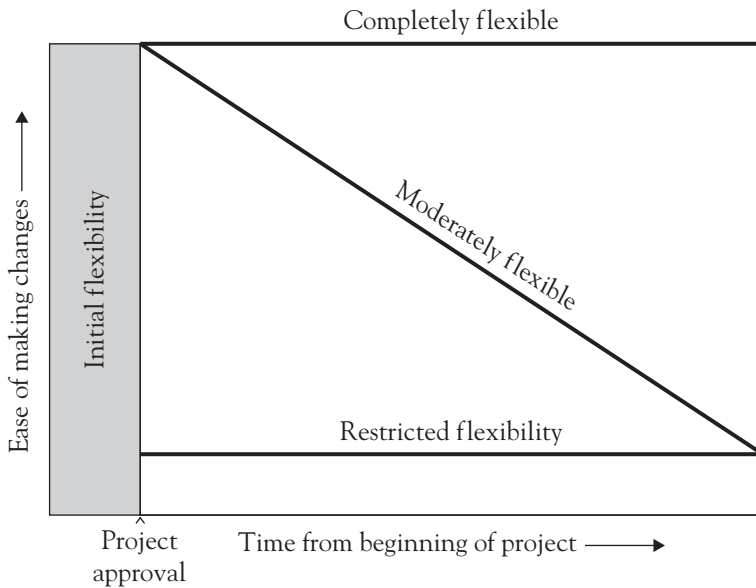 Completely flexible
Ease of making changes
Initial flexibility
Moderately flexible
Restricted flexibility
Project
approval
Time from beginning of project